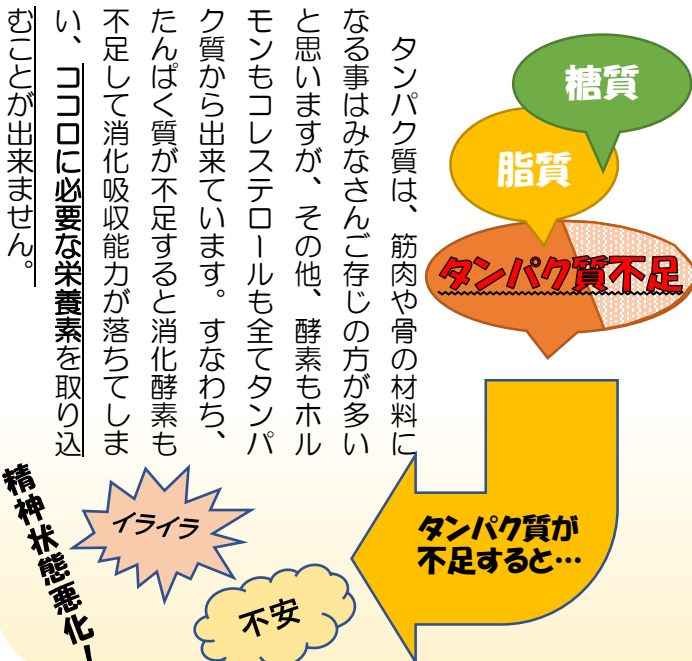 糖質
脂質
タンパク質不足
タンパク質は、筋肉や骨の材料に
なる事はみなさんご存じの方が多い
と思いますが、その他、酵素もホル
モンもコレステロールも全てタンパ
ク質から出来ています。すなわち、
たんぱく質が不足すると消化酵素も
不足して消化吸収能力が落ちてしま
い、ココロに必要な栄養素を取り込
むことが出来ません。
タンパク質が
不足すると…
イライラ
不安
精神状態悪化！